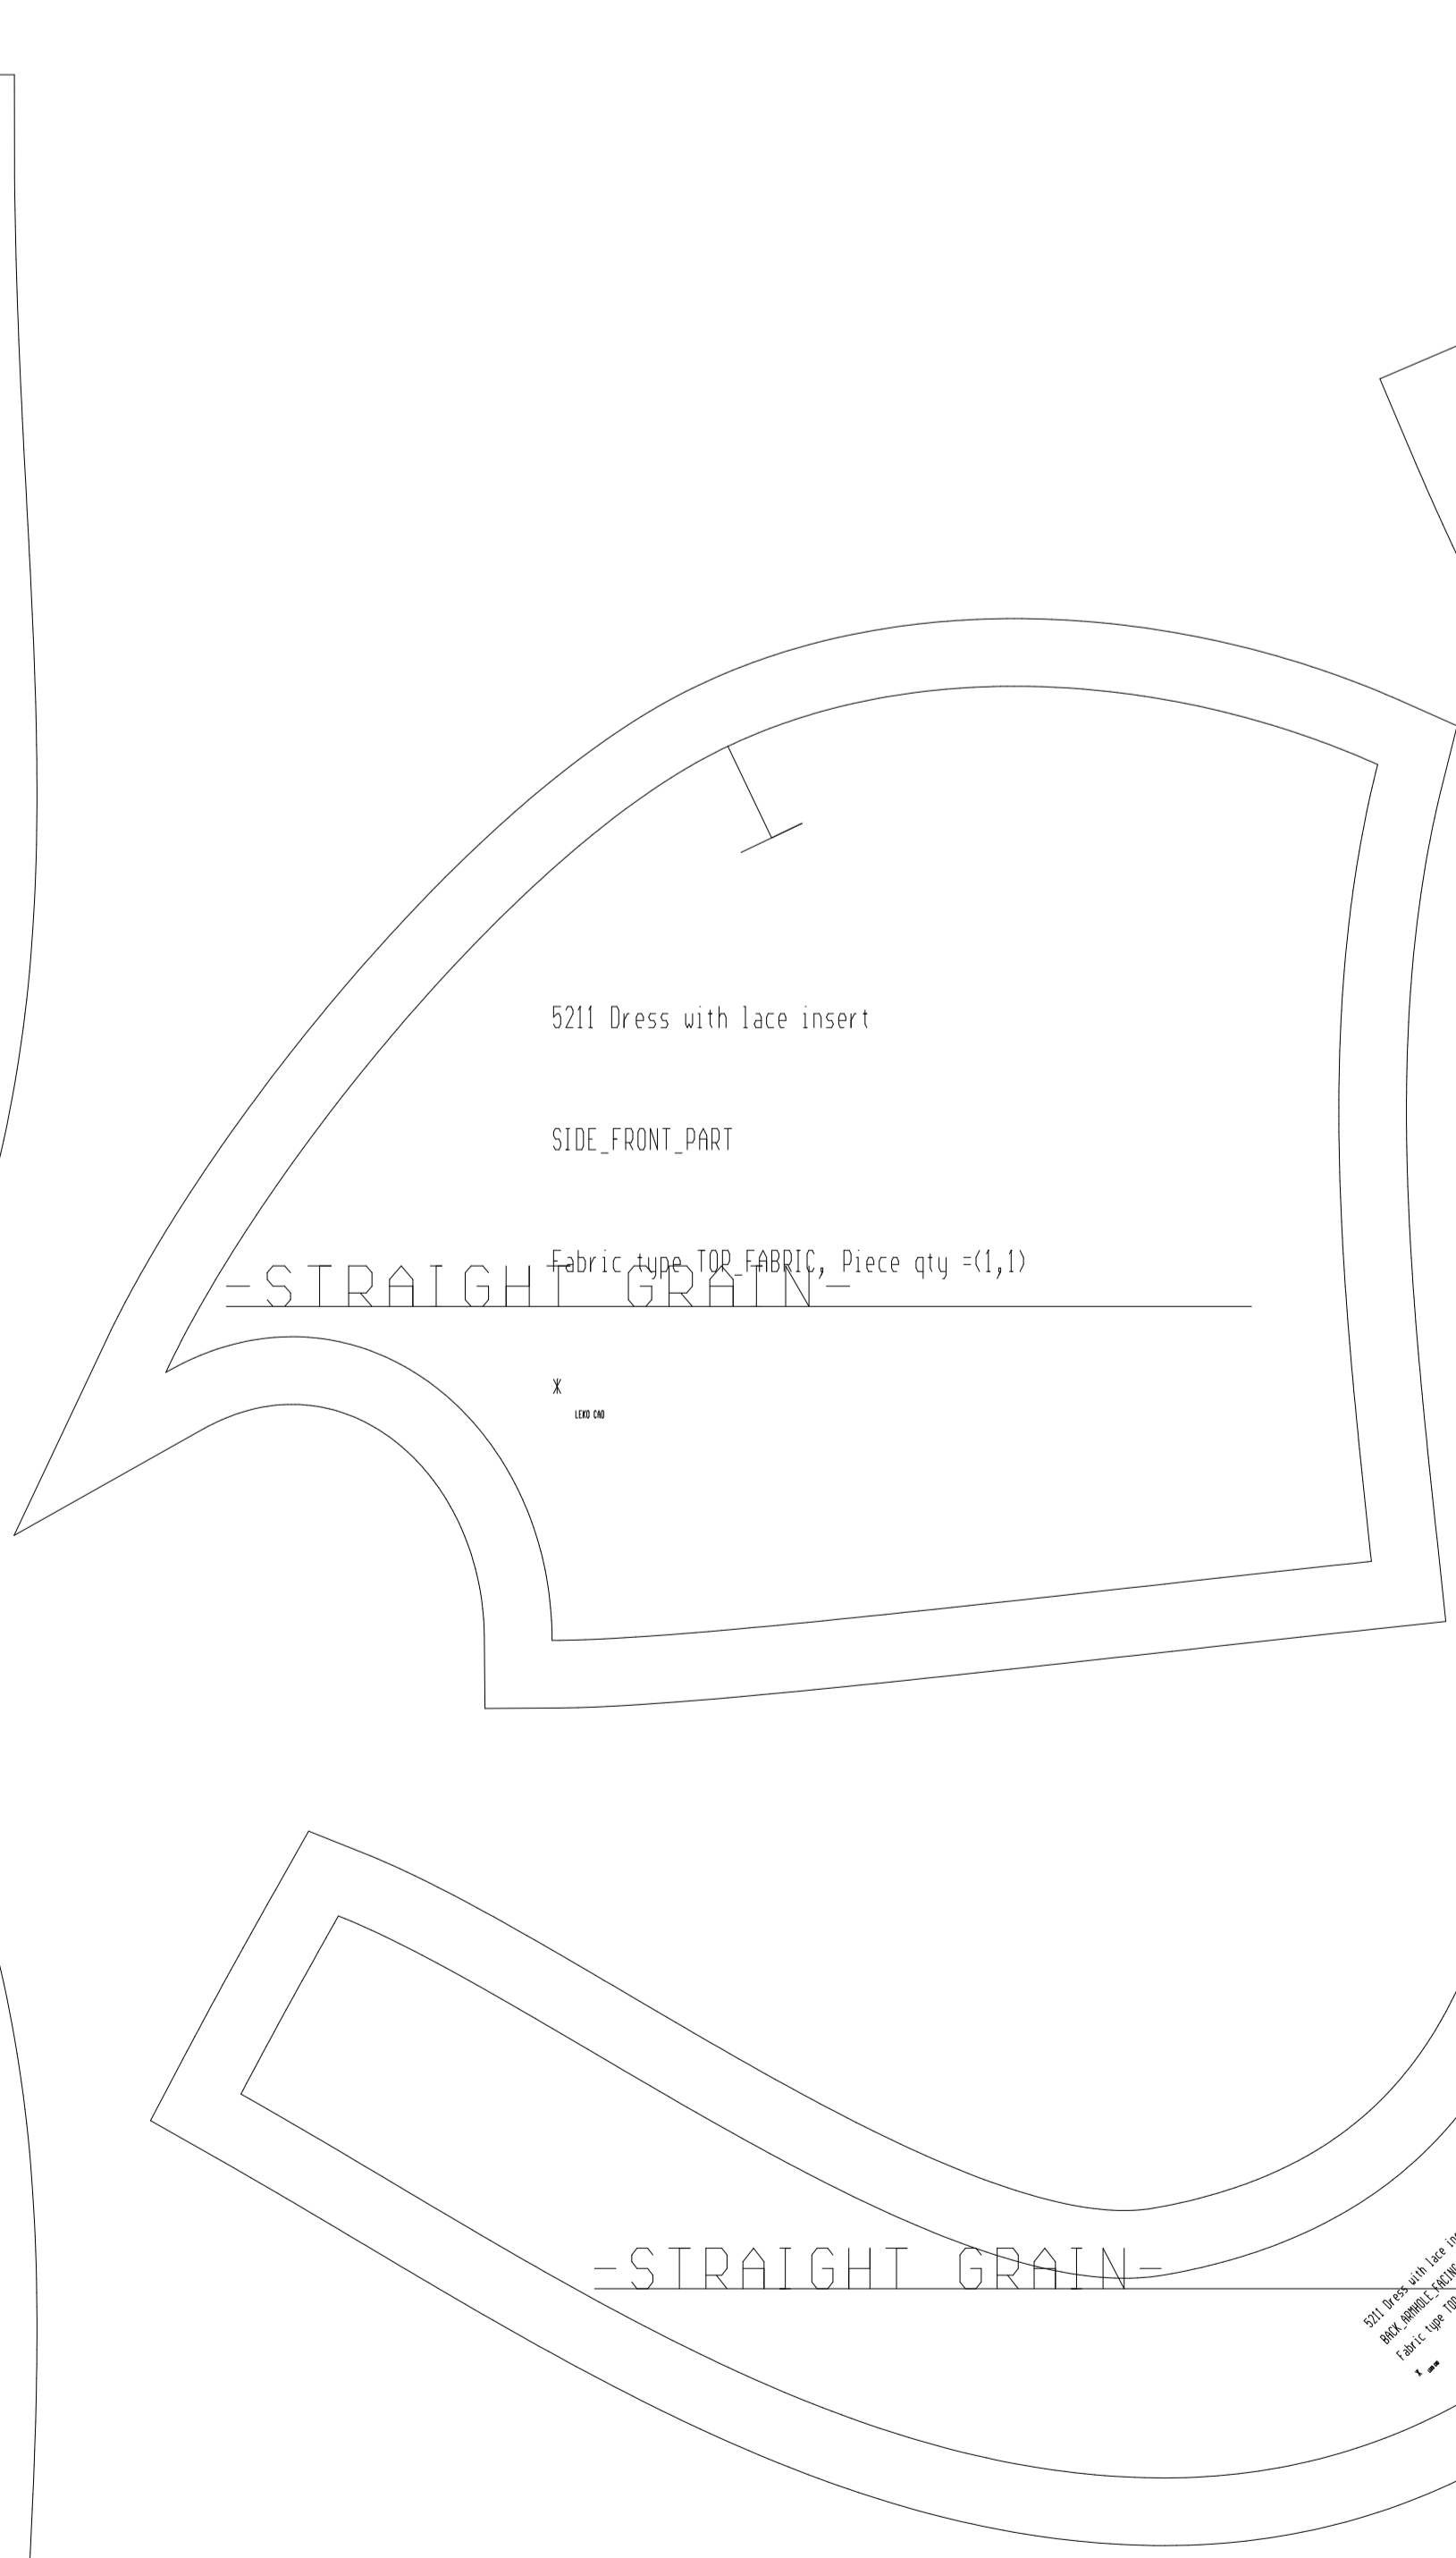 5211 Dress with lace insert
SIDE_FRONT_PART
Fabric type TOP_FABRIC, Piece qty =(1,1)
-STRAIGHT GRAIN-
*
LEKO CAD
-STRAIGHT GRAIN-
5211 Dress with lace
BACK_ARMHOLE_FACING
Fabric type
*